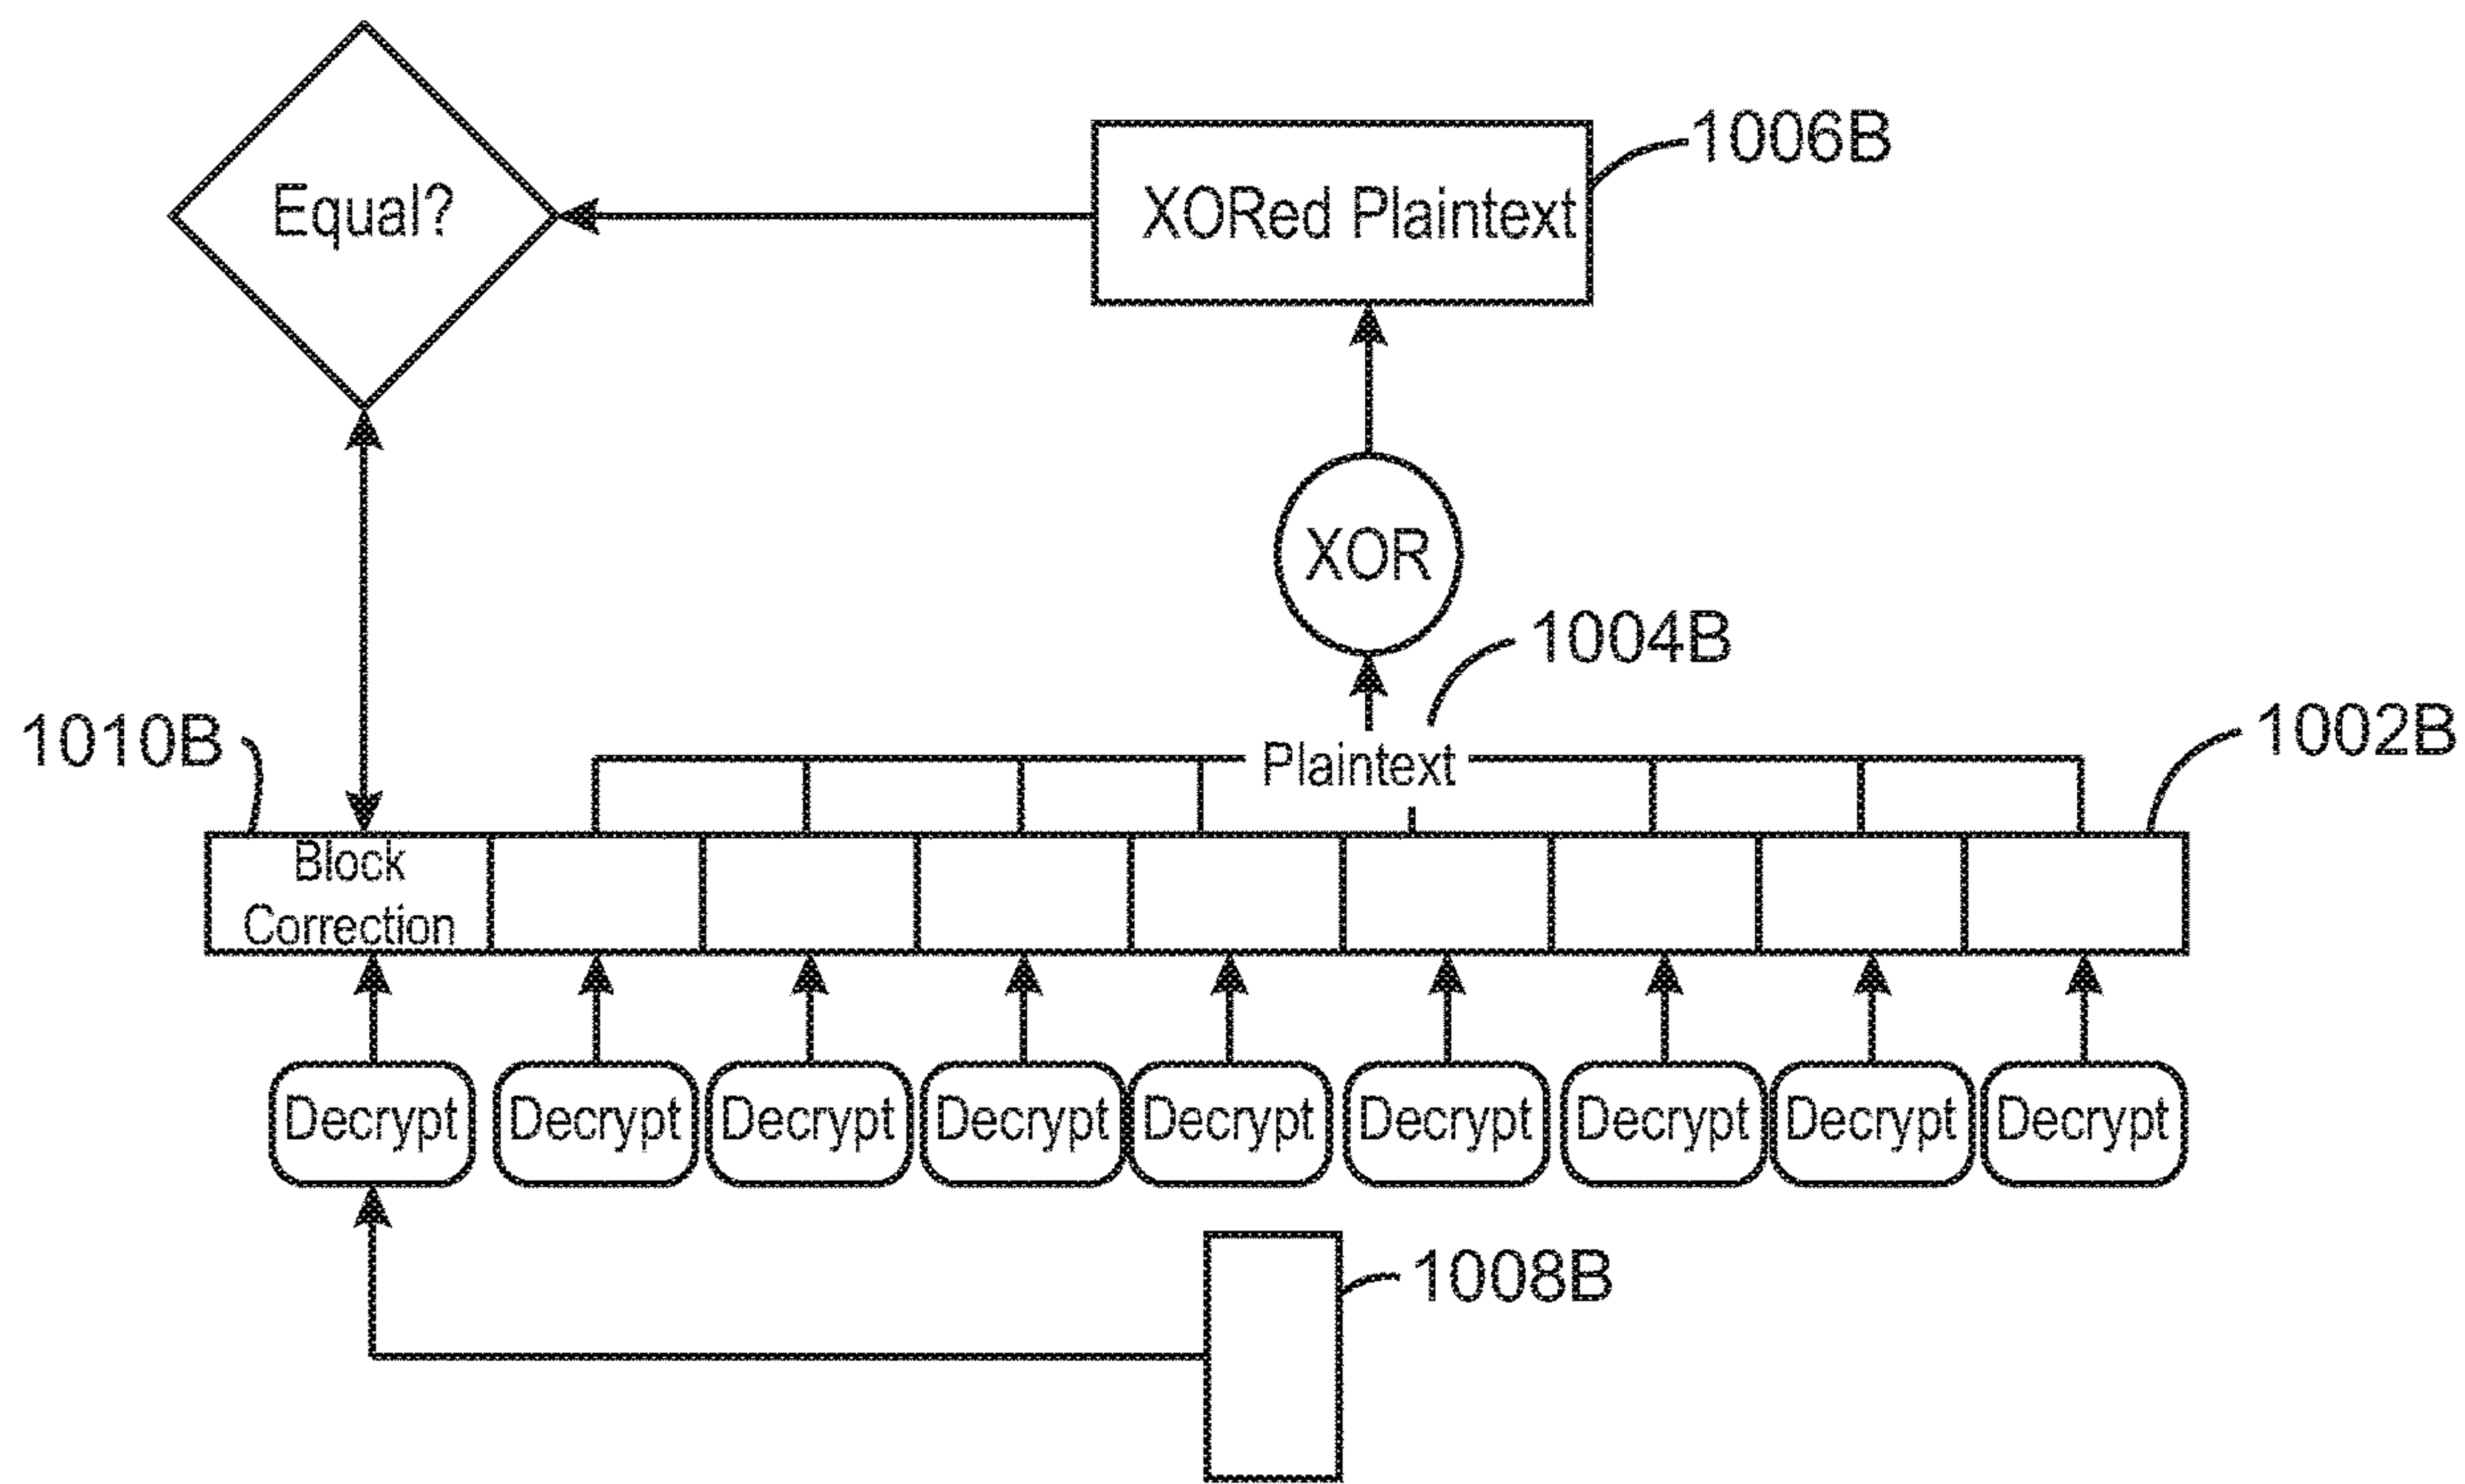 1006B
Equal?
XORed Plaintext
XOR
1004B
1010B
Plaintext
1002B
Block
Correction
Decrypt Decrypt Decrypt Decrypt Decrypt Decrypt Decrypt Decrypt Decrypt
1008B